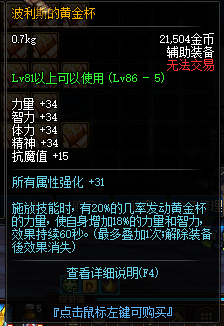 波利斯的黄金杯
0.7kg 21,504金币
辅助装备
无法交易
Lv81以上可以使用 (Lv86 - 5)
力量 +34
智力 +34
体力 +34
精神 +34
抗魔值 +15
所有属性强化 +31
施放技能时,有20%的几率发动黄金杯
的力量,使自身增加18%的力量和智力,
效果持续60秒。(最多叠加1次;解除装备
後效果消失)
查看详细说明(F4)
『点击鼠标左键可购买』